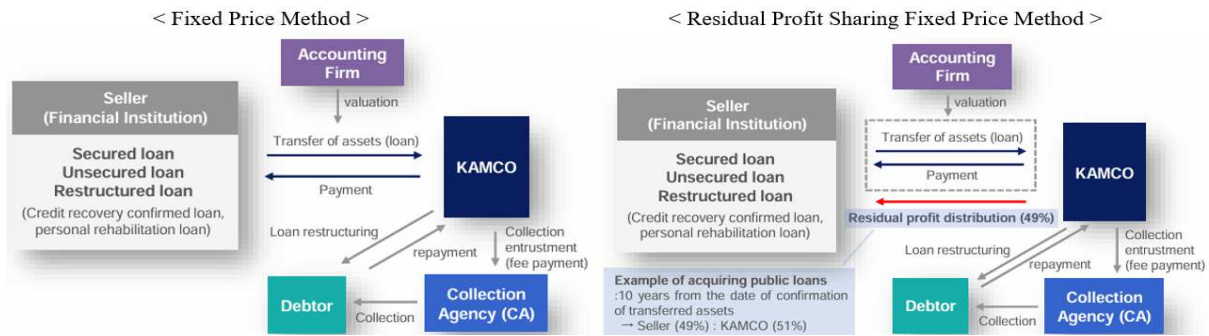 < Fixed Price Method >
Accounting
Firm
valuation
Seller
(Financial Institution)
Secured loan
Unsecured loan
Restructured loan
(Credit recovery confirmed loan,
personal rehabilitation loan)
Transfer of assets (loan)
Payment
KAMCO
Loan restructuring
repayment
Collection
entrustment
(fee payment)
Debtor
Collection
Collection
Agency (CA)
< Residual Profit Sharing Fixed Price Method >
Accounting
Firm
valuation
Seller
(Financial Institution)
Secured loan
Unsecured loan
Restructured loan
(Credit recovery confirmed loan,
personal rehabilitation loan)
Transfer of assets (loan)
Payment
KAMCO
Residual profit distribution (49%)
Loan restructuring
repayment
Collection
entrustment
(fee payment)
Example of acquiring public loans
:10 years from the date of confirmation
of transferred assets
→ Seller (49%) : KAMCO (51%)
Debtor
Collection
Collection
Agency (CA)